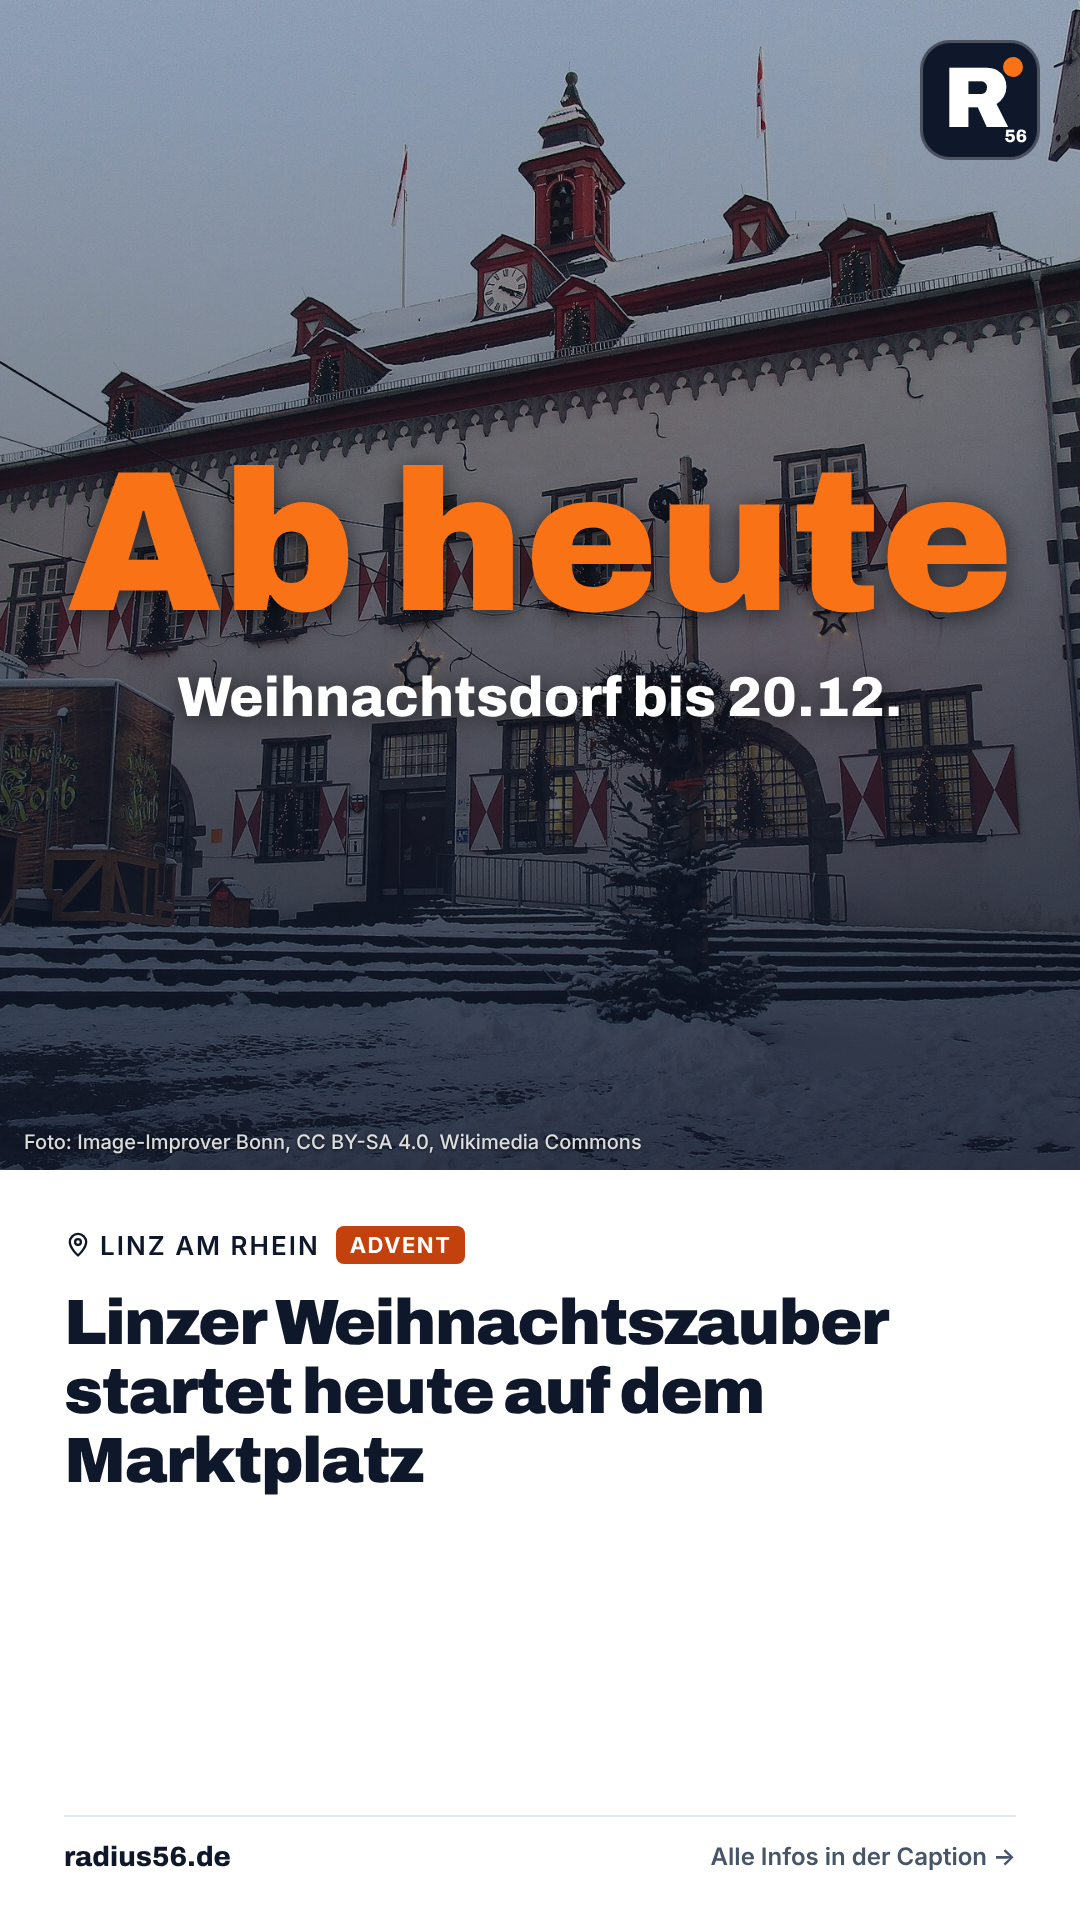 R
56
Ab heute
Weihnachtsdorf bis 20.12.
Korb
Foto: Image-Improver Bonn, CC BY-SA 4.0, Wikimedia Commons
LINZ AM RHEIN
ADVENT
Linzer Weihnachtszauber
startet heute auf dem
Marktplatz
radius56.de
Alle Infos in der Caption →